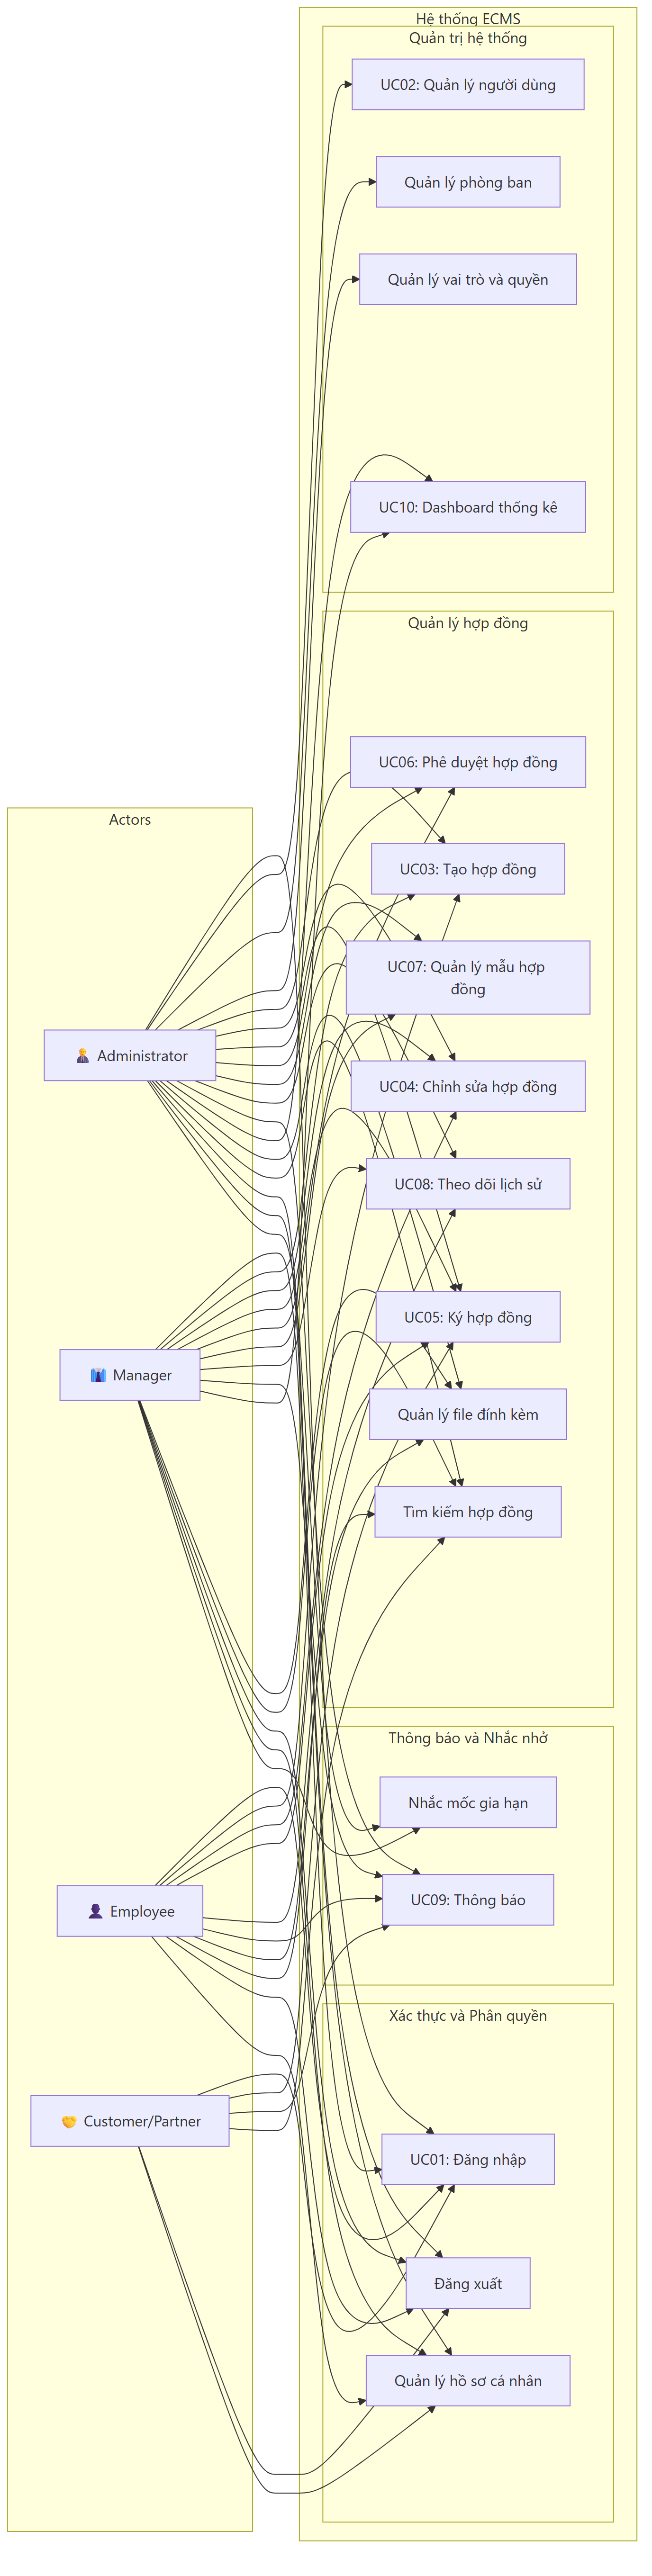 Hệ thống ECMS
Quản trị hệ thống
UC02: Quản lý người dùng
Quản lý phòng ban
Quản lý vai trò và quyền
UC10: Dashboard thống kê
Quản lý hợp đồng
UC06: Phê duyệt hợp đồng
UC03: Tạo hợp đồng
UC07: Quản lý mẫu hợp
đồng
UC04: Chỉnh sửa hợp đồng
UC08: Theo dõi lịch sử
UC05: Ký hợp đồng
Quản lý file đính kèm
Tìm kiếm hợp đồng
Thông báo và Nhắc nhở
Nhắc mốc gia hạn
UC09: Thông báo
Xác thực và Phân quyền
UC01: Đăng nhập
Đăng xuất
Quản lý hồ sơ cá nhân
Actors
Administrator
Manager
Employee
Customer/Partner